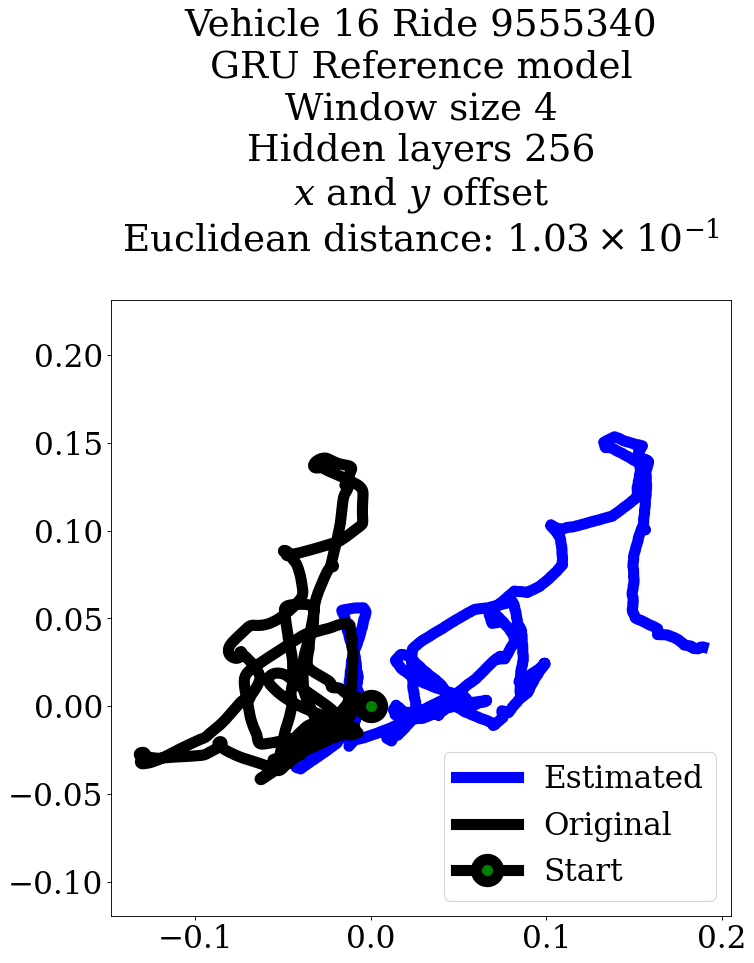 Vehicle 16 Ride 9555340
GRU Reference model
Window size 4
Hidden layers 256
x and y offset
Euclidean distance: 1.03 × 10⁻¹
0.20
0.15
0.10
0.05
0.00
−0.05
−0.10
−0.1 0.0 0.1 0.2
Estimated
Original
Start